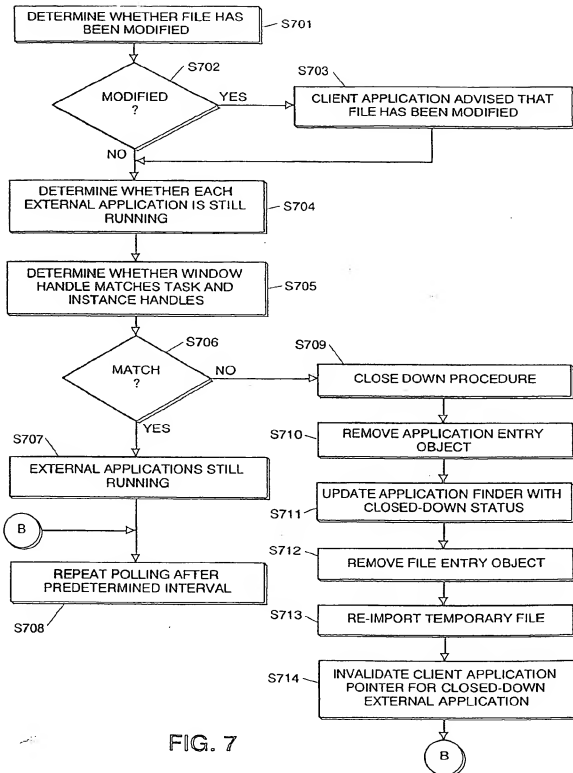 DETERMINE WHETHER FILE HAS
BEEN MODIFIED
S701
S702
MODIFIED
?
YES
NO
S703
CLIENT APPLICATION ADVISED THAT
FILE HAS BEEN MODIFIED
DETERMINE WHETHER EACH
EXTERNAL APPLICATION IS STILL
RUNNING
S704
DETERMINE WHETHER WINDOW
HANDLE MATCHES TASK AND
INSTANCE HANDLES
S705
S706
MATCH
?
NO
YES
S707
EXTERNAL APPLICATIONS STILL
RUNNING
B
REPEAT POLLING AFTER
PREDETERMINED INTERVAL
S708
S709
CLOSE DOWN PROCEDURE
S710
REMOVE APPLICATION ENTRY
OBJECT
S711
UPDATE APPLICATION FINDER WITH
CLOSED-DOWN STATUS
S712
REMOVE FILE ENTRY OBJECT
S713
RE-IMPORT TEMPORARY FILE
S714
INVALIDATE CLIENT APPLICATION
POINTER FOR CLOSED-DOWN
EXTERNAL APPLICATION
B
FIG. 7